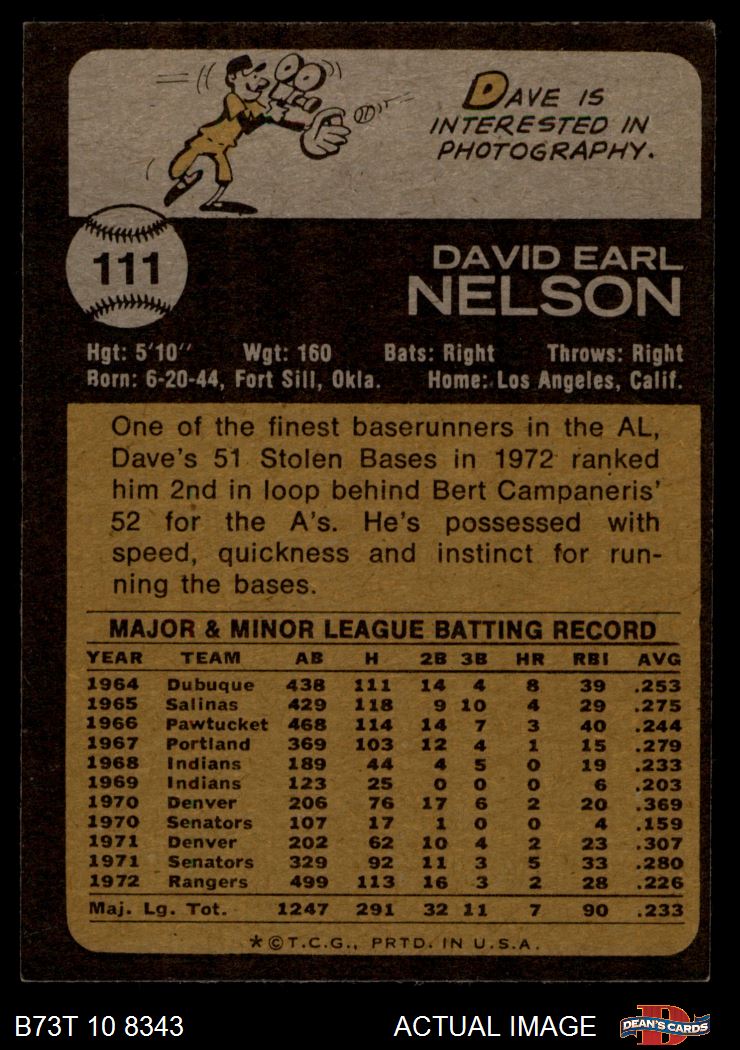 DAVE IS
INTERESTED IN
PHOTOGRAPHY.
111
DAVID EARL
NELSON
Hgt: 5'10" Wgt: 160 Bats: Right Throws: Right
Born: 6-20-44, Fort Sill, Okla. Home: Los Angeles, Calif.
One of the finest baserunners in the AL,
Dave's 51 Stolen Bases in 1972 ranked
him 2nd in loop behind Bert Campaneris'
52 for the A's. He's possessed with
speed, quickness and instinct for run-
ning the bases.
MAJOR & MINOR LEAGUE BATTING RECORD
YEAR TEAM AB H 2B 3B HR RBI AVG
1964 Dubuque 438 111 14 4 8 39 .253
1965 Salinas 429 118 9 10 4 29 .275
1966 Pawtucket 468 114 14 7 3 40 .244
1967 Portland 369 103 12 4 1 15 .279
1968 Indians 189 44 4 5 0 19 .233
1969 Indians 123 25 0 0 0 6 .203
1970 Denver 206 76 17 6 2 20 .369
1970 Senators 107 17 1 0 0 4 .159
1971 Denver 202 62 10 4 2 23 .307
1971 Senators 329 92 11 3 5 33 .280
1972 Rangers 499 113 16 3 2 28 .226
Maj. Lg. Tot. 1247 291 32 11 7 90 .233
*©T.C.G., PRTD. IN U.S.A.
B73T 10 8343 ACTUAL IMAGE DEAN'S CARDS